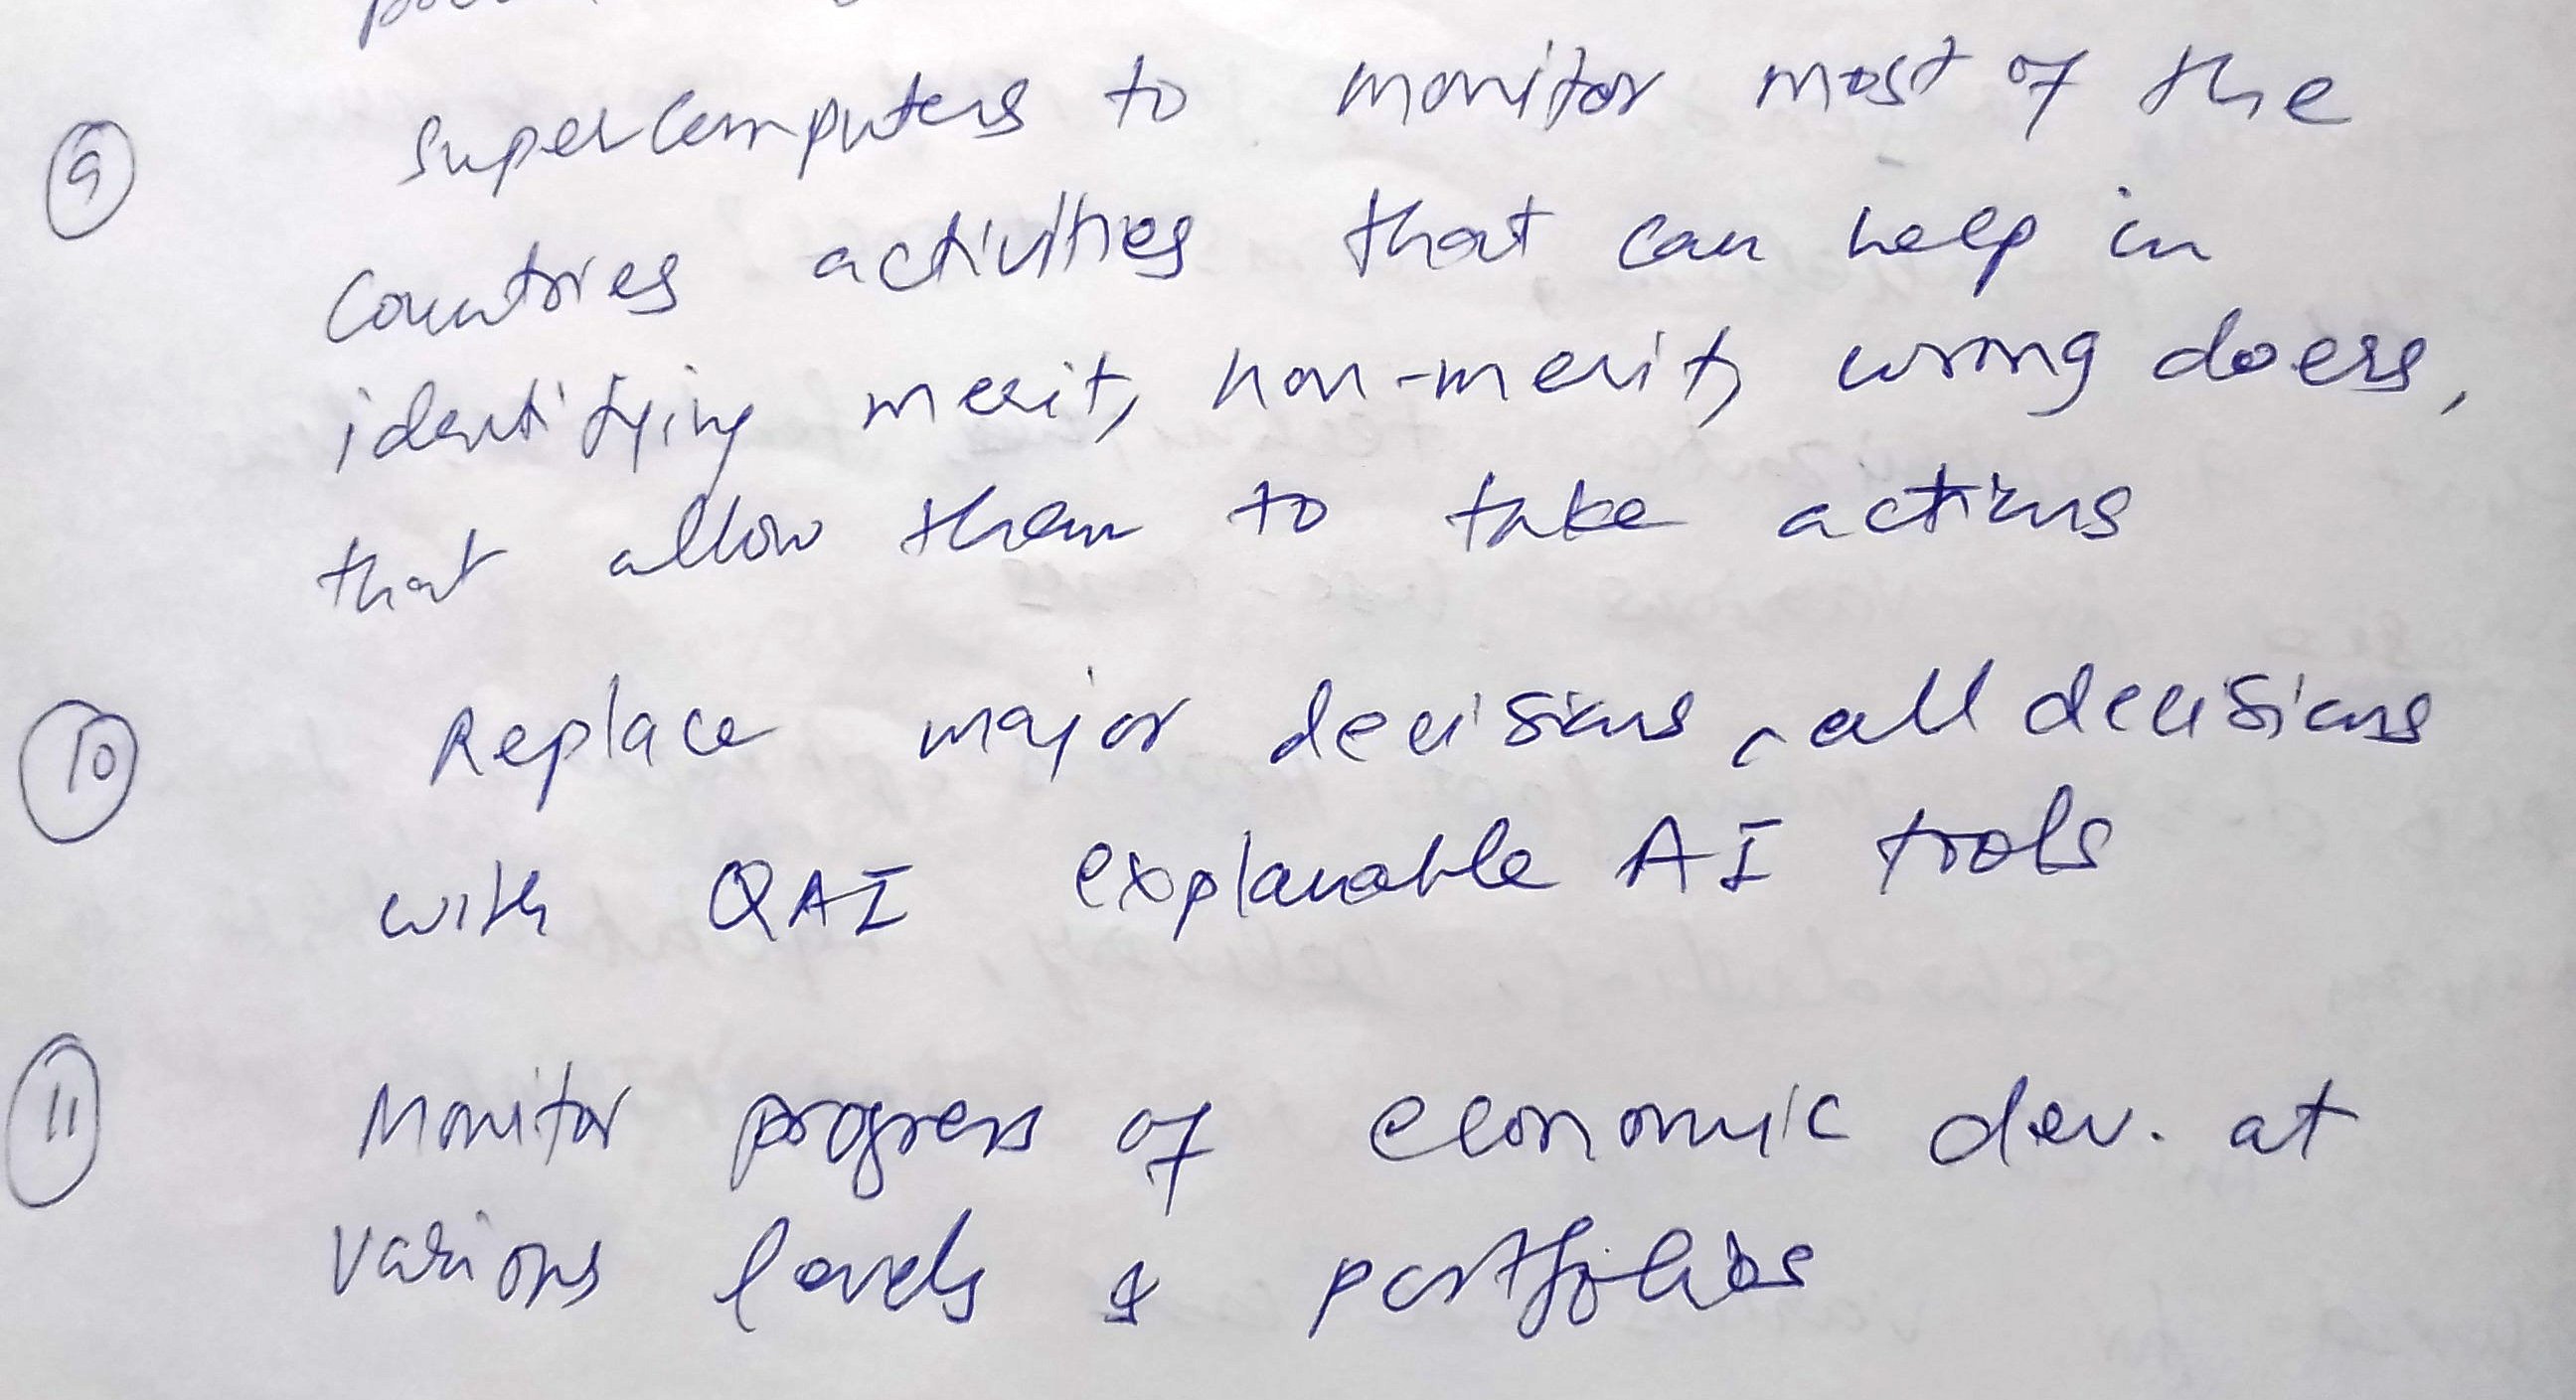 ⑨ Supercomputers to monitor most of the
Countries activities that can help in
identifying merit, non-merit, wrong doers,
that allow them to take actions
⑩ Replace major decisions, all decisions
with QAI explanable AI tools
⑪ Monitor progress of economic dev. at
various levels & portfolios